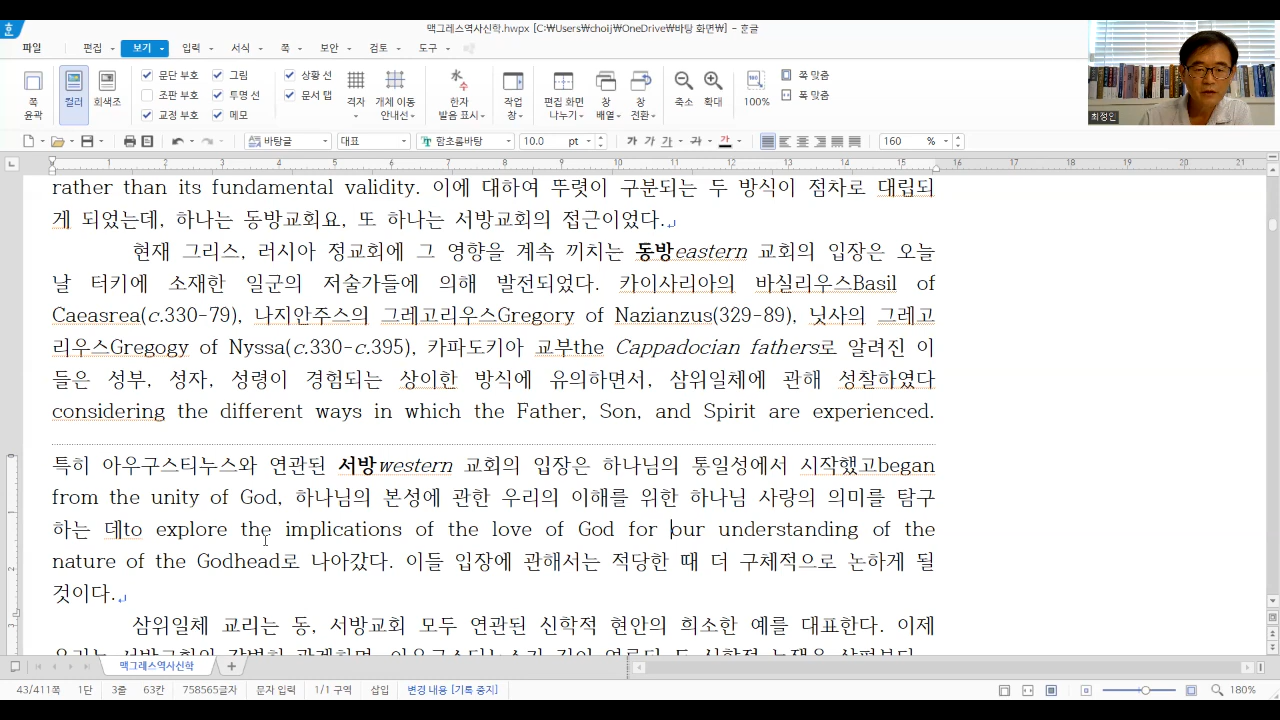 맥그레스역사신학.hwpx [C:₩Users₩choij₩OneDrive₩바탕 화면₩] - 훈글
파일 편집 보기 입력 서식 쪽 보안 검토 도구
문단 부호 그림 상황 선
조판 부호 투명 선 문서 탭
교정 부호 메모
쪽 윤곽 컬러 회색조 격자 개체 이동 안내선 한자 발음 표시 창업 창 편집 화면 나누기 창 배열 창 전환 축소 확대 100% 쪽 맞춤 폭 맞춤
최정인
바탕글 대표 함초롬바탕 10.0 pt 가 가 가 가 가 160 %
1 2 3 4 5 6 7 8 9 10 11 12 13 14 15 16 17 18 19 20 21
rather than its fundamental validity. 이에 대하여 뚜렷이 구분되는 두 방식이 점차로 대립되
게 되었는데, 하나는 동방교회요, 또 하나는 서방교회의 접근이었다.
현재 그리스, 러시아 정교회에 그 영향을 계속 끼치는 동방eastern 교회의 입장은 오늘
날 터키에 소재한 일군의 저술가들에 의해 발전되었다. 카이사리아의 바실리우스Basil of
Caeasrea(c.330-79), 나지안주스의 그레고리우스Gregory of Nazianzus(329-89), 닛사의 그레고
리우스Gregogy of Nyssa(c.330-c.395), 카파도키아 교부the Cappadocian fathers로 알려진 이
들은 성부, 성자, 성령이 경험되는 상이한 방식에 유의하면서, 삼위일체에 관해 성찰하였다
considering the different ways in which the Father, Son, and Spirit are experienced.
특히 아우구스티누스와 연관된 서방western 교회의 입장은 하나님의 통일성에서 시작했고began
from the unity of God, 하나님의 본성에 관한 우리의 이해를 위한 하나님 사랑의 의미를 탐구
하는 데to explore the implications of the love of God for our understanding of the
nature of the Godhead로 나아갔다. 이들 입장에 관해서는 적당한 때 더 구체적으로 논하게 될
것이다.
삼위일체 교리는 동, 서방교회 모두 연관된 신학적 현안의 희소한 예를 대표한다. 이제
맥그레스역사신학
43/411쪽 1단 3줄 63칸 758565글자 문자 입력 1/1 구역 삽입 변경 내용 [기록 중지] 180%